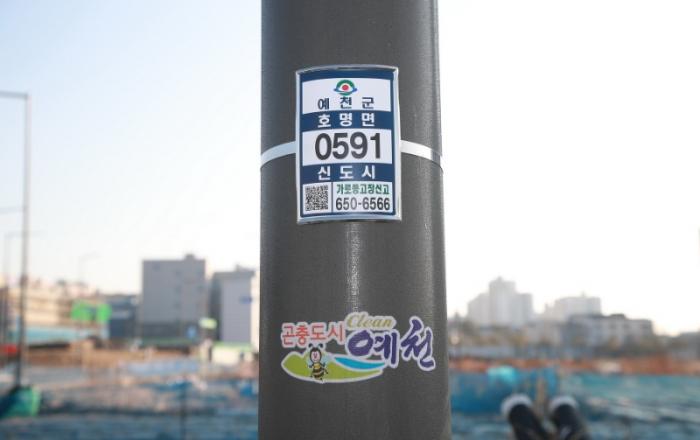 예천군
호명면
0591
신도시
가로등고장신고
650-6566
Clean
곤충도시
예천